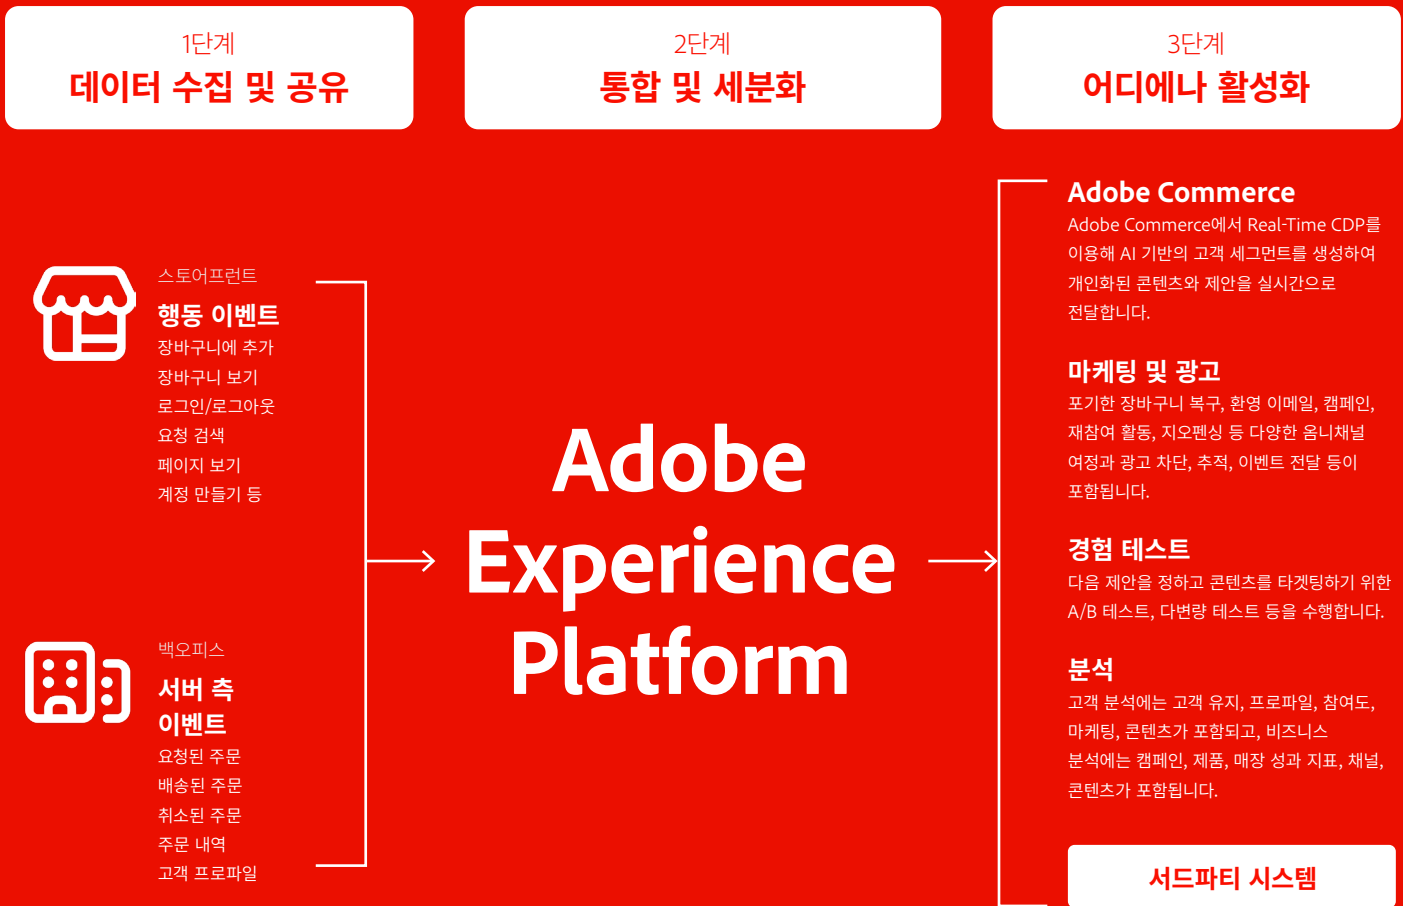 1단계
데이터 수집 및 공유
2단계
통합 및 세분화
3단계
어디에나 활성화
스토어프런트
행동 이벤트
장바구니에 추가
장바구니 보기
로그인/로그아웃
요청 검색
페이지 보기
계정 만들기 등
백오피스
서버 측
이벤트
요청된 주문
배송된 주문
취소된 주문
주문 내역
고객 프로파일
Adobe
Experience
Platform
Adobe Commerce
Adobe Commerce에서 Real-Time CDP를
이용해 AI 기반의 고객 세그먼트를 생성하여
개인화된 콘텐츠와 제안을 실시간으로
전달합니다.
마케팅 및 광고
포기한 장바구니 복구, 환영 이메일, 캠페인,
재참여 활동, 지오펜싱 등 다양한 옴니채널
여정과 광고 차단, 추적, 이벤트 전달 등이
포함됩니다.
경험 테스트
다음 제안을 정하고 콘텐츠를 타겟팅하기 위한
A/B 테스트, 다변량 테스트 등을 수행합니다.
분석
고객 분석에는 고객 유지, 프로파일, 참여도,
마케팅, 콘텐츠가 포함되고, 비즈니스
분석에는 캠페인, 제품, 매장 성과 지표, 채널,
콘텐츠가 포함됩니다.
서드파티 시스템